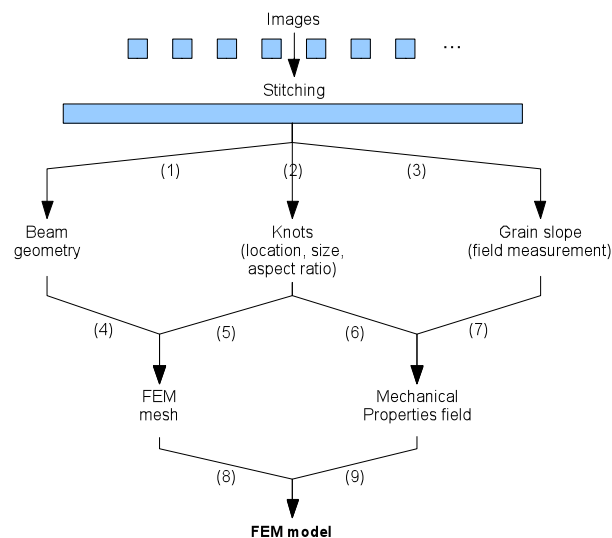 Images
...
Stitching
(1)
(2)
(3)
Beam
geometry
Knots
(location, size,
aspect ratio)
Grain slope
(field measurement)
(4)
(5)
(6)
(7)
FEM
mesh
Mechanical
Properties field
(8)
(9)
FEM model